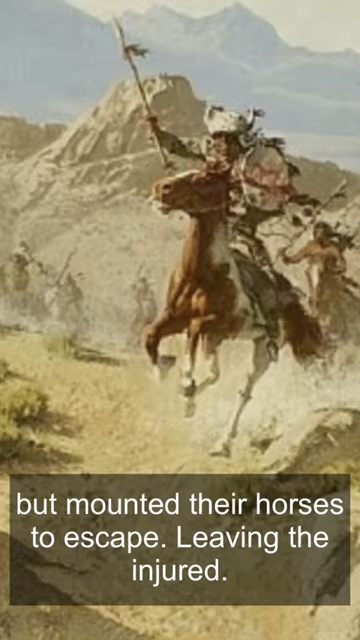 but mounted their horses
to escape. Leaving the
injured.